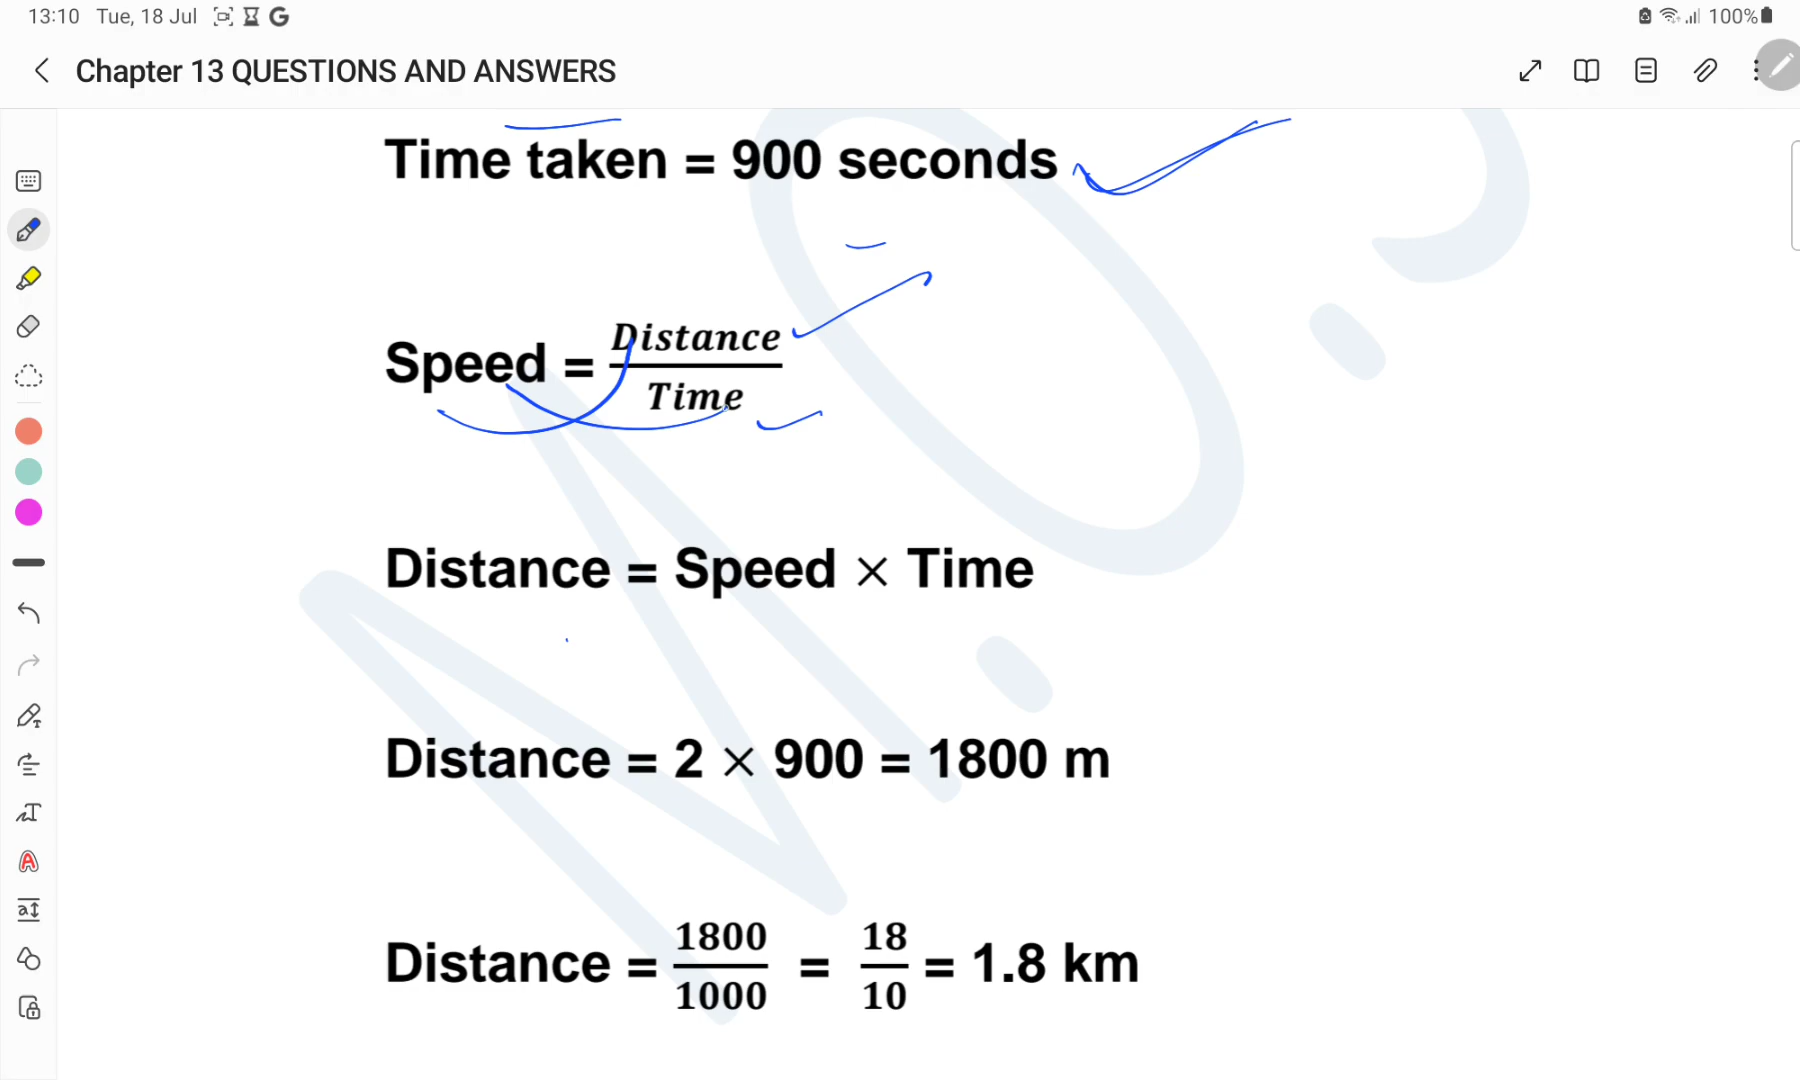 13:10 Tue, 18 Jul G 100%
Chapter 13 QUESTIONS AND ANSWERS
Time taken = 900 seconds
Speed = Distance / Time
Distance = Speed × Time
Distance = 2 × 900 = 1800 m
Distance = 1800 / 1000 = 18 / 10 = 1.8 km